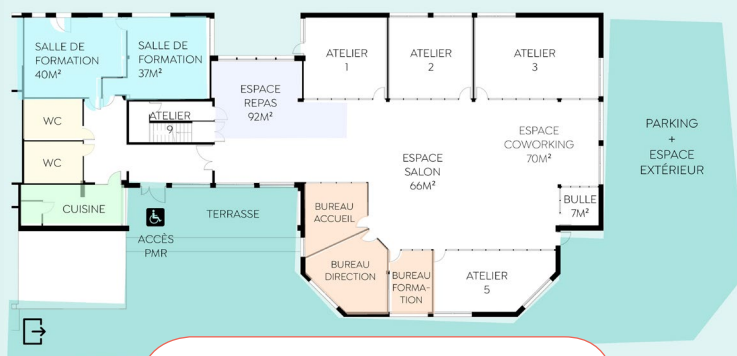 SALLE DE
FORMATION
40M²
SALLE DE
FORMATION
37M²
ESPACE
REPAS
92M²
ATELIER
1
ATELIER
2
ATELIER
3
WC
WC
ATELIER
9
CUISINE
ACCÈS
PMR
TERRASSE
BUREAU
ACCUEIL
BUREAU
DIRECTION
BUREAU
FORMA-
TION
ESPACE
SALON
66M²
ESPACE
COWORKING
70M²
BULLE
7M²
ATELIER
5
PARKING
+
ESPACE
EXTÉRIEUR